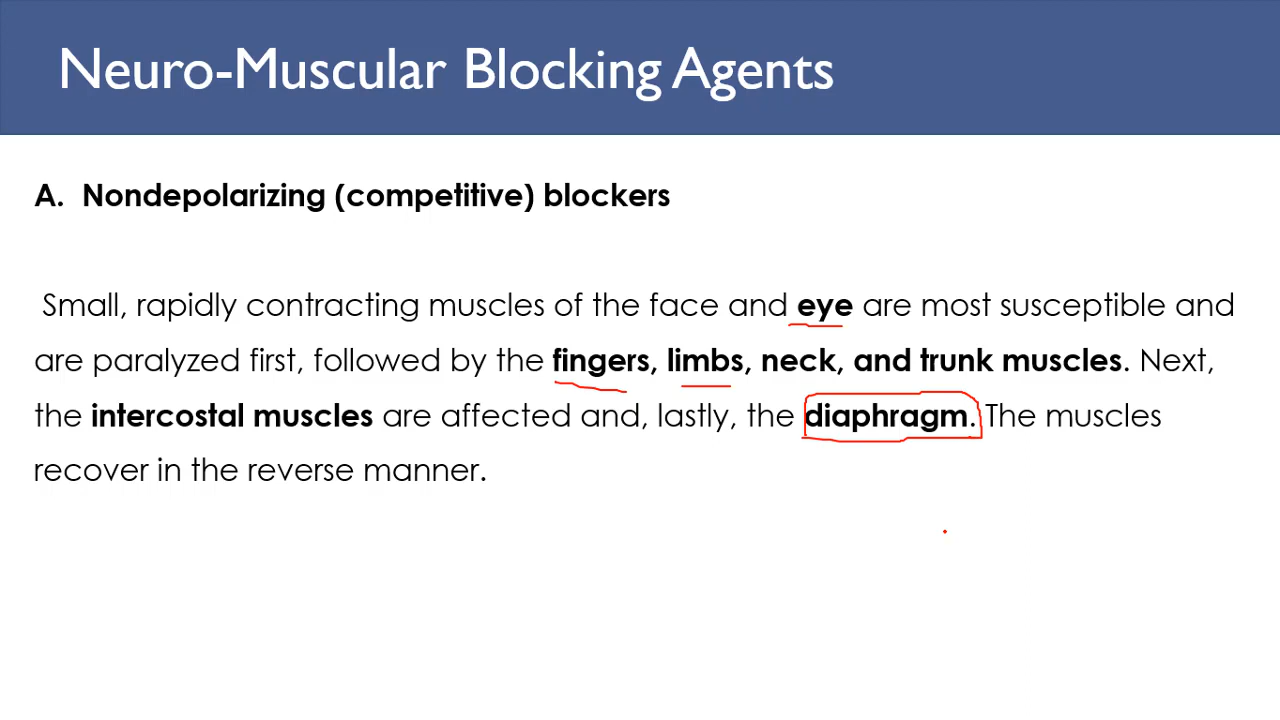 Neuro-Muscular Blocking Agents
A. Nondepolarizing (competitive) blockers
Small, rapidly contracting muscles of the face and eye are most susceptible and
are paralyzed first, followed by the fingers, limbs, neck, and trunk muscles. Next,
the intercostal muscles are affected and, lastly, the diaphragm. The muscles
recover in the reverse manner.